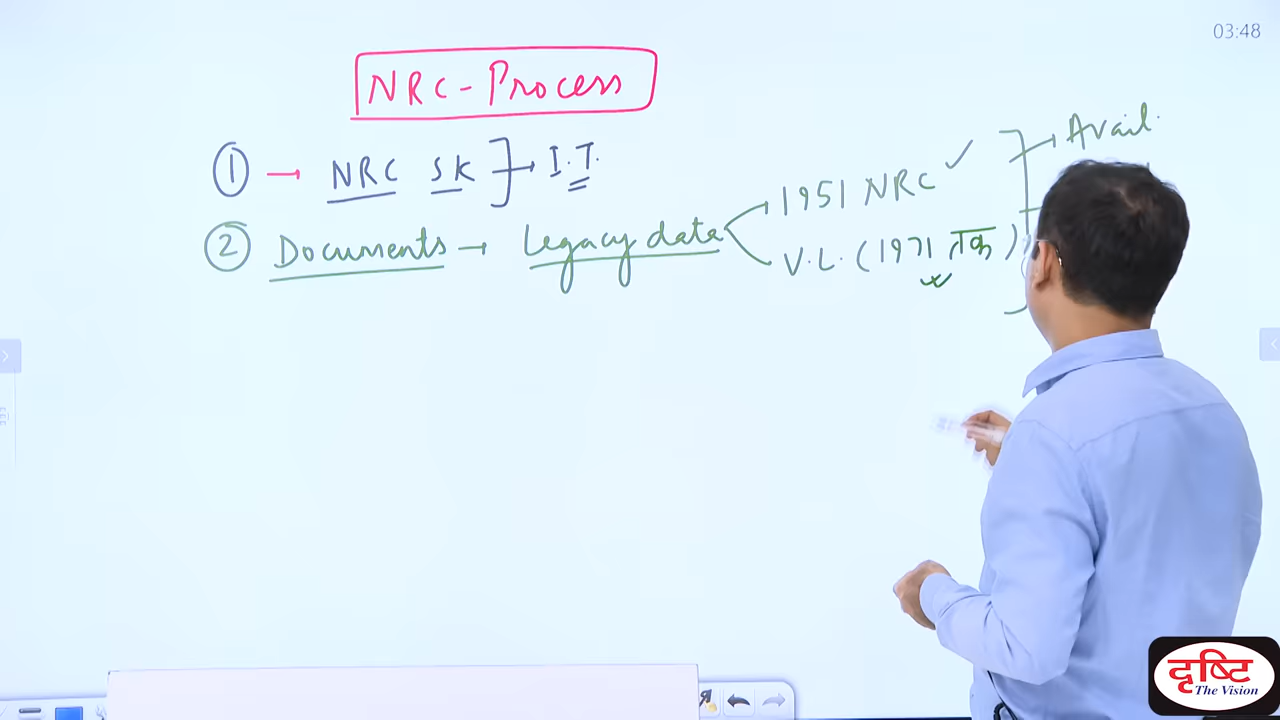 03:48
NRC - Process
① → NRC SK → I.T.
→ Avail.
② Documents → Legacy data
1951 NRC ✓
V.L. (1971 तक)
दृष्टि
The Vision